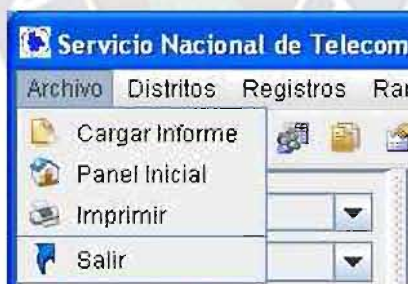 Servicio Nacional de Telecom
Archivo Distritos Registros
Cargar Informe
Panel Inicial
Imprimir
Salir